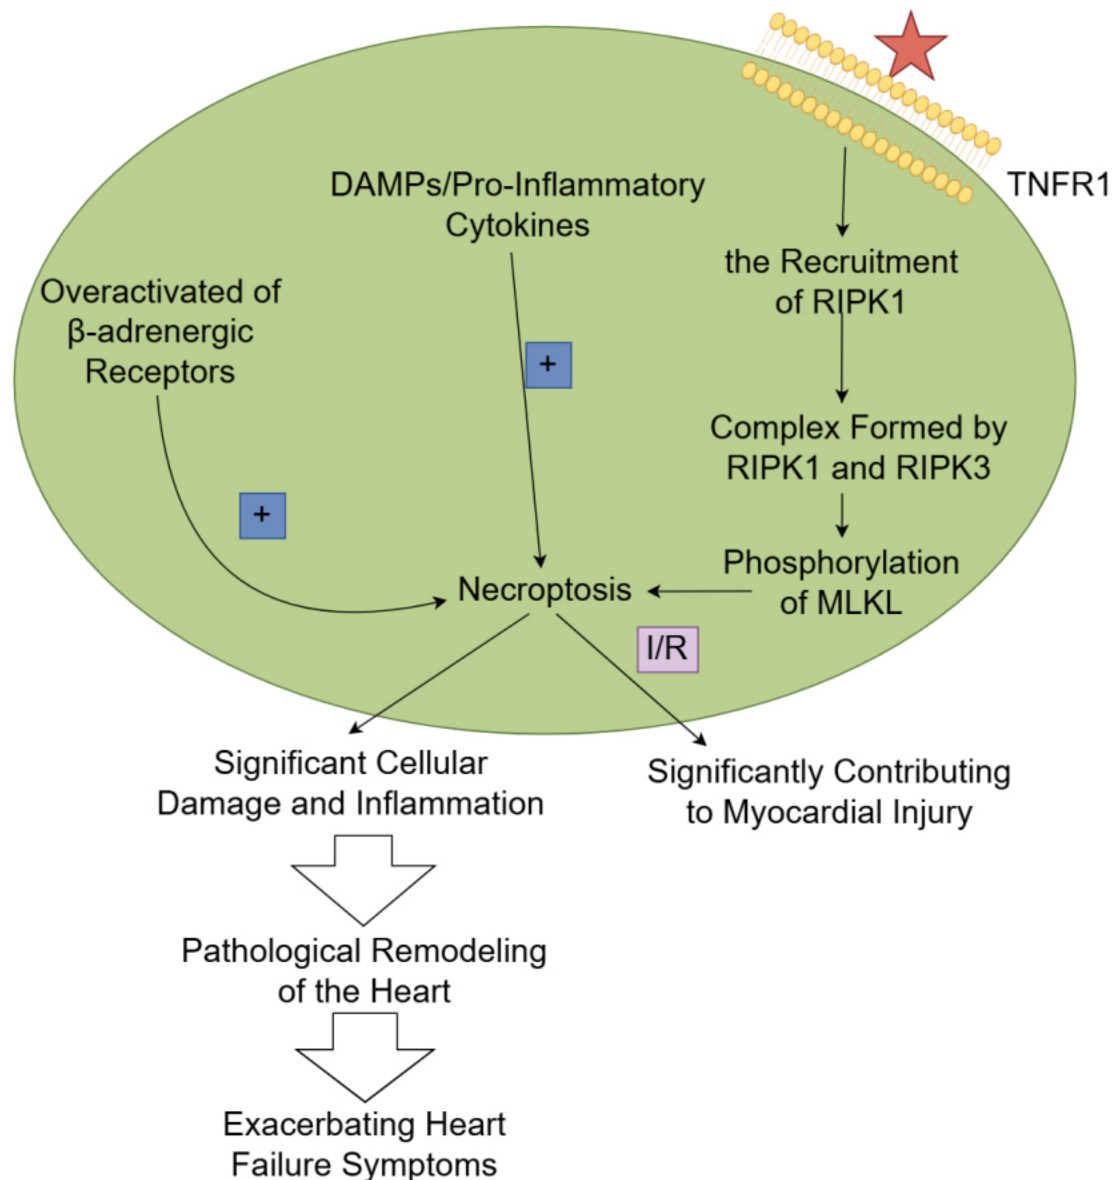 TNFR1
DAMPs/Pro-Inflammatory
Cytokines
the Recruitment
of RIPK1
Overactivated of
β-adrenergic
Receptors
+
Complex Formed by
RIPK1 and RIPK3
+
Phosphorylation
of MLKL
Necroptosis
I/R
Significant Cellular
Damage and Inflammation
Significantly Contributing
to Myocardial Injury
Pathological Remodeling
of the Heart
Exacerbating Heart
Failure Symptoms